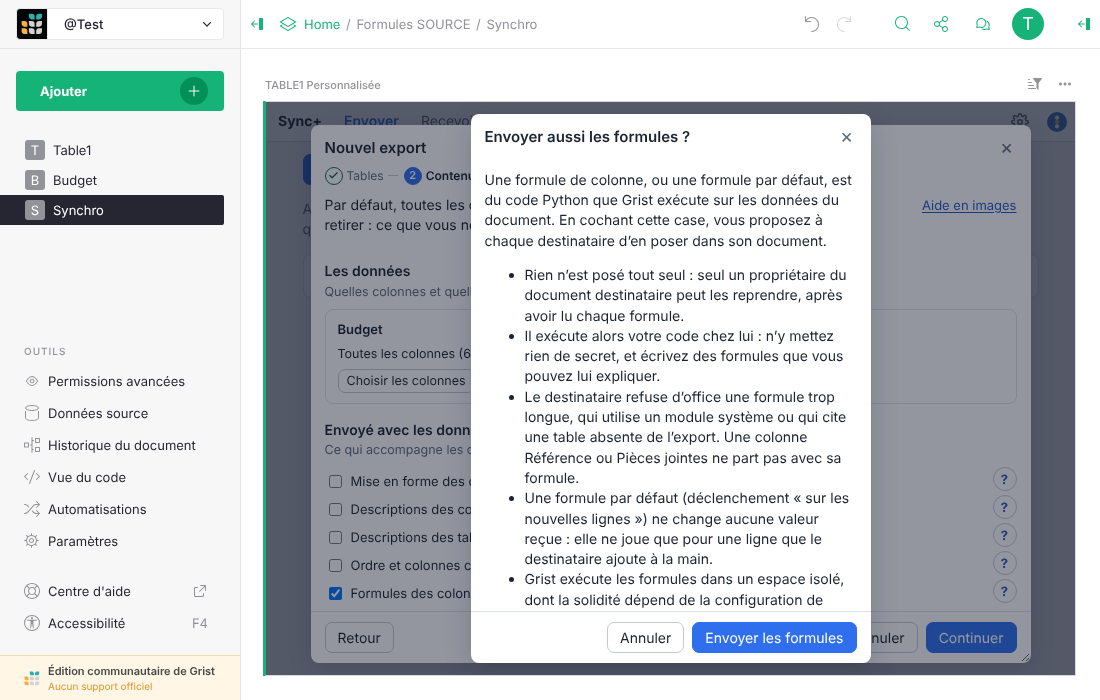 @Test
Home / Formules SOURCE / Synchro
T
Ajouter
T Table1
B Budget
S Synchro
OUTILS
Permissions avancées
Données source
Historique du document
Vue du code
Automatisations
Paramètres
Centre d'aide
Accessibilité F4
Édition communautaire de Grist
Aucun support officiel
TABLE1 Personnalisée
Sync+ Envoyer
Nouvel export
Tables — 2
Par défaut, toutes les
retirer : ce que vous
Aide en images
Les données
Quelles colonnes et
Budget
Toutes les colonnes (6
Choisir les colonnes
Envoyé avec les
Ce qui accompagne les
Mise en forme des
?
Descriptions des
?
Descriptions des
?
Ordre et colonnes
?
Formules des
?
Retour
Continuer
Envoyer aussi les formules ?
Une formule de colonne, ou une formule par défaut, est
du code Python que Grist exécute sur les données du
document. En cochant cette case, vous proposez à
chaque destinataire d’en poser dans son document.
• Rien n’est posé tout seul : seul un propriétaire du
document destinataire peut les reprendre, après
avoir lu chaque formule.
• Il exécute alors votre code chez lui : n’y mettez
rien de secret, et écrivez des formules que vous
pouvez lui expliquer.
• Le destinataire refuse d’office une formule trop
longue, qui utilise un module système ou qui cite
une table absente de l’export. Une colonne
Référence ou Pièces jointes ne part pas avec sa
formule.
• Une formule par défaut (déclenchement « sur les
nouvelles lignes ») ne change aucune valeur
reçue : elle ne joue que pour une ligne que le
destinataire ajoute à la main.
• Grist exécute les formules dans un espace isolé,
dont la solidité dépend de la configuration de
Annuler
Envoyer les formules